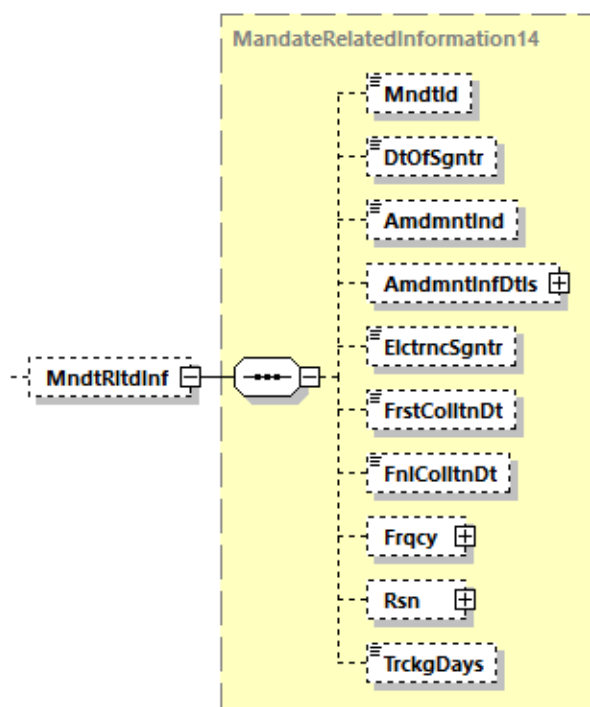 MandateRelatedInformation14
MndtId
DtOfSgntr
AmdmntInd
AmdmntInfDtls
ElctrncSgntr
MndtRltdInf
FrstColltnDt
FnlColltnDt
Frqcy
Rsn
TrckgDays